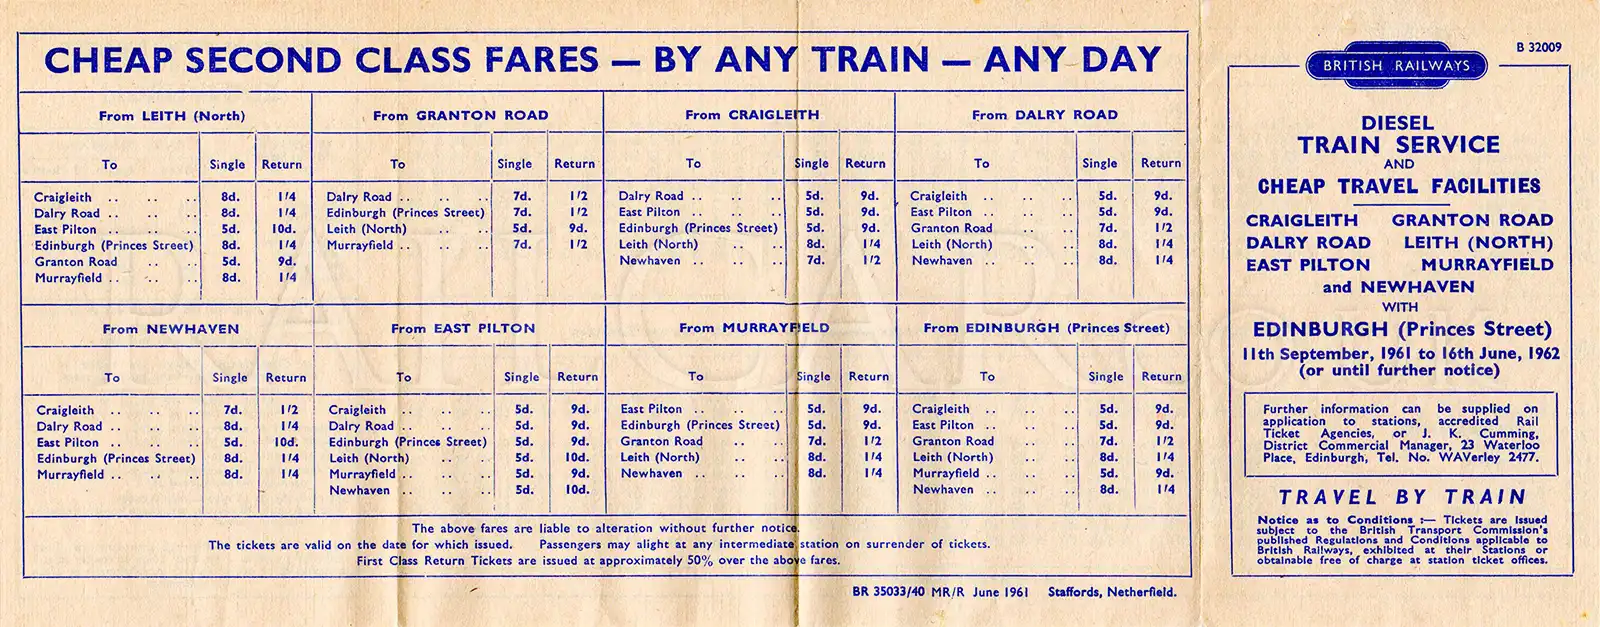 CHEAP SECOND CLASS FARES — BY ANY TRAIN — ANY DAY
From LEITH (North)
To Single Return
Craigleith .. .. .. 8d. 1/4
Dalry Road .. .. .. 8d. 1/4
East Pilton .. .. .. 5d. 10d.
Edinburgh (Princes Street) 8d. 1/4
Granton Road .. .. 5d. 9d.
Murrayfield .. .. .. 8d. 1/4
From GRANTON ROAD
To Single Return
Dalry Road .. .. .. 7d. 1/2
Edinburgh (Princes Street) 7d. 1/2
Leith (North) .. .. 5d. 9d.
Murrayfield .. .. .. 7d. 1/2
From CRAIGLEITH
To Single Return
Dalry Road .. .. .. 5d. 9d.
East Pilton .. .. .. 5d. 9d.
Edinburgh (Princes Street) 5d. 9d.
Leith (North) .. .. 8d. 1/4
Newhaven .. .. .. 7d. 1/2
From DALRY ROAD
To Single Return
Craigleith .. .. .. 5d. 9d.
East Pilton .. .. .. 5d. 9d.
Granton Road .. .. 7d. 1/2
Leith (North) .. .. 8d. 1/4
Newhaven .. .. .. 8d. 1/4
From NEWHAVEN
To Single Return
Craigleith .. .. .. 7d. 1/2
Dalry Road .. .. .. 8d. 1/4
East Pilton .. .. .. 5d. 10d.
Edinburgh (Princes Street) 8d. 1/4
Murrayfield .. .. .. 8d. 1/4
From EAST PILTON
To Single Return
Craigleith .. .. .. 5d. 9d.
Dalry Road .. .. .. 5d. 9d.
Edinburgh (Princes Street) 5d. 9d.
Leith (North) .. .. 5d. 10d.
Murrayfield .. .. .. 5d. 9d.
Newhaven .. .. .. 5d. 10d.
From MURRAYFIELD
To Single Return
East Pilton .. .. .. 5d. 9d.
Edinburgh (Princes Street) 5d. 9d.
Granton Road .. .. 7d. 1/2
Leith (North) .. .. 8d. 1/4
Newhaven .. .. .. 8d. 1/4
From EDINBURGH (Princes Street)
To Single Return
Craigleith .. .. .. 5d. 9d.
East Pilton .. .. .. 5d. 9d.
Granton Road .. .. 7d. 1/2
Leith (North) .. .. 8d. 1/4
Murrayfield .. .. .. 5d. 9d.
Newhaven .. .. .. 8d. 1/4
The above fares are liable to alteration without further notice.
The tickets are valid on the date for which issued. Passengers may alight at any intermediate station on surrender of tickets.
First Class Return Tickets are issued at approximately 50% over the above fares.
BR 35033/40 MR/R June 1961 Staffords, Netherfield.
B 32009
BRITISH RAILWAYS
DIESEL
TRAIN SERVICE
AND
CHEAP TRAVEL FACILITIES
CRAIGLEITH GRANTON ROAD
DALRY ROAD LEITH (NORTH)
EAST PILTON MURRAYFIELD
and NEWHAVEN
WITH
EDINBURGH (Princes Street)
11th September, 1961 to 16th June, 1962
(or until further notice)
Further information can be supplied on
application to stations, accredited Rail
Ticket Agencies, or J. K. Cumming,
District Commercial Manager, 23 Waterloo
Place, Edinburgh, Tel. No. WAVerley 2477.
TRAVEL BY TRAIN
Notice as to Conditions :— Tickets are issued
subject to the British Transport Commission's
published Regulations and Conditions applicable to
British Railways, exhibited at their Stations or
obtainable free of charge at station ticket offices.